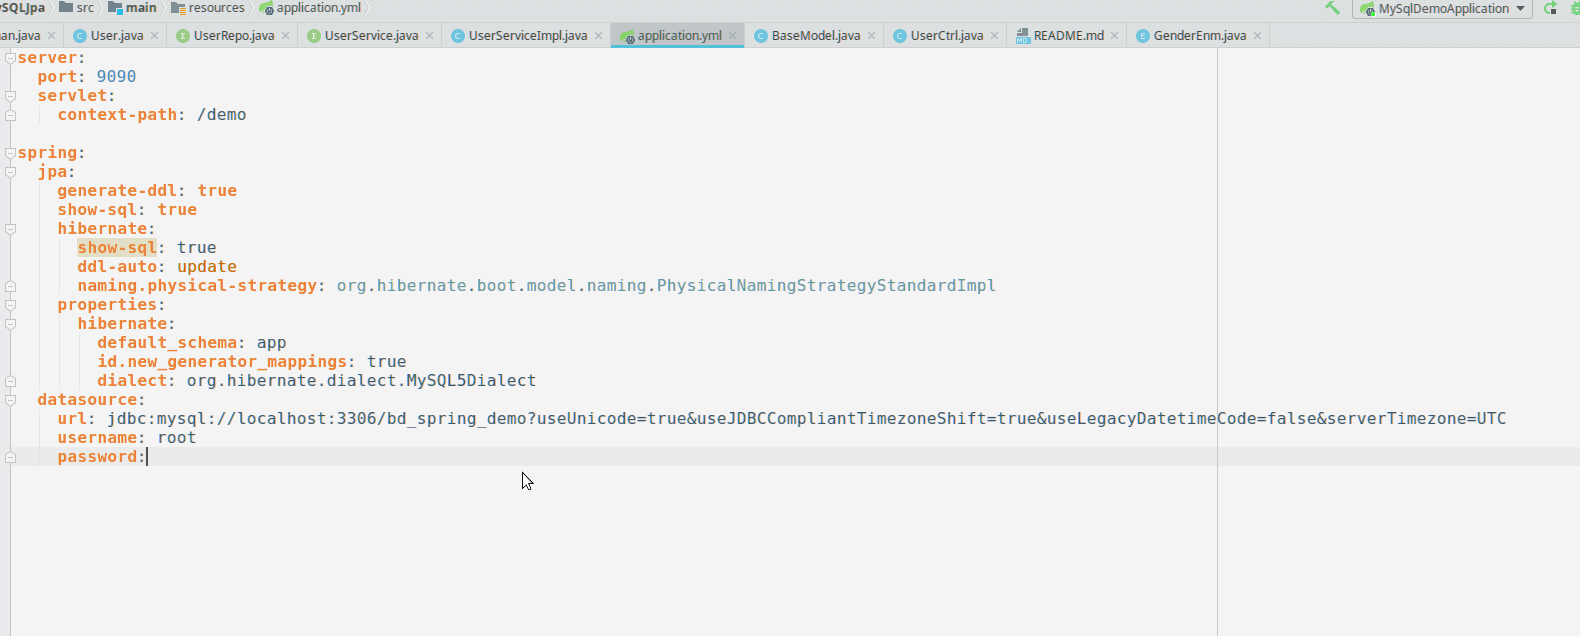 ySQLJpa src main resources application.yml MySqlDemoApplication
an.java User.java UserRepo.java UserService.java UserServiceImpl.java application.yml BaseModel.java UserCtrl.java README.md GenderEnm.java
server:
  port: 9090
  servlet:
    context-path: /demo

spring:
  jpa:
    generate-ddl: true
    show-sql: true
    hibernate:
      show-sql: true
      ddl-auto: update
      naming.physical-strategy: org.hibernate.boot.model.naming.PhysicalNamingStrategyStandardImpl
    properties:
      hibernate:
        default_schema: app
        id.new_generator_mappings: true
        dialect: org.hibernate.dialect.MySQL5Dialect
  datasource:
    url: jdbc:mysql://localhost:3306/bd_spring_demo?useUnicode=true&useJDBCCompliantTimezoneShift=true&useLegacyDatetimeCode=false&serverTimezone=UTC
    username: root
    password: